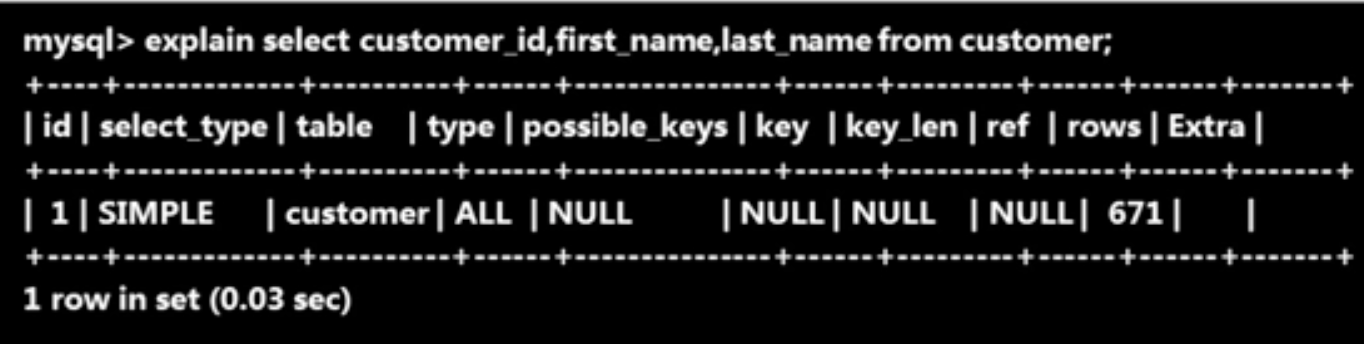 mysql> explain select customer_id,first_name,last_name from customer;
+----+-------------+----------+------+---------------+------+---------+------+------+-------+
| id | select_type | table | type | possible_keys | key | key_len | ref | rows | Extra |
+----+-------------+----------+------+---------------+------+---------+------+------+-------+
| 1 | SIMPLE | customer | ALL | NULL | NULL | NULL | NULL | 671 | |
+----+-------------+----------+------+---------------+------+---------+------+------+-------+
1 row in set (0.03 sec)